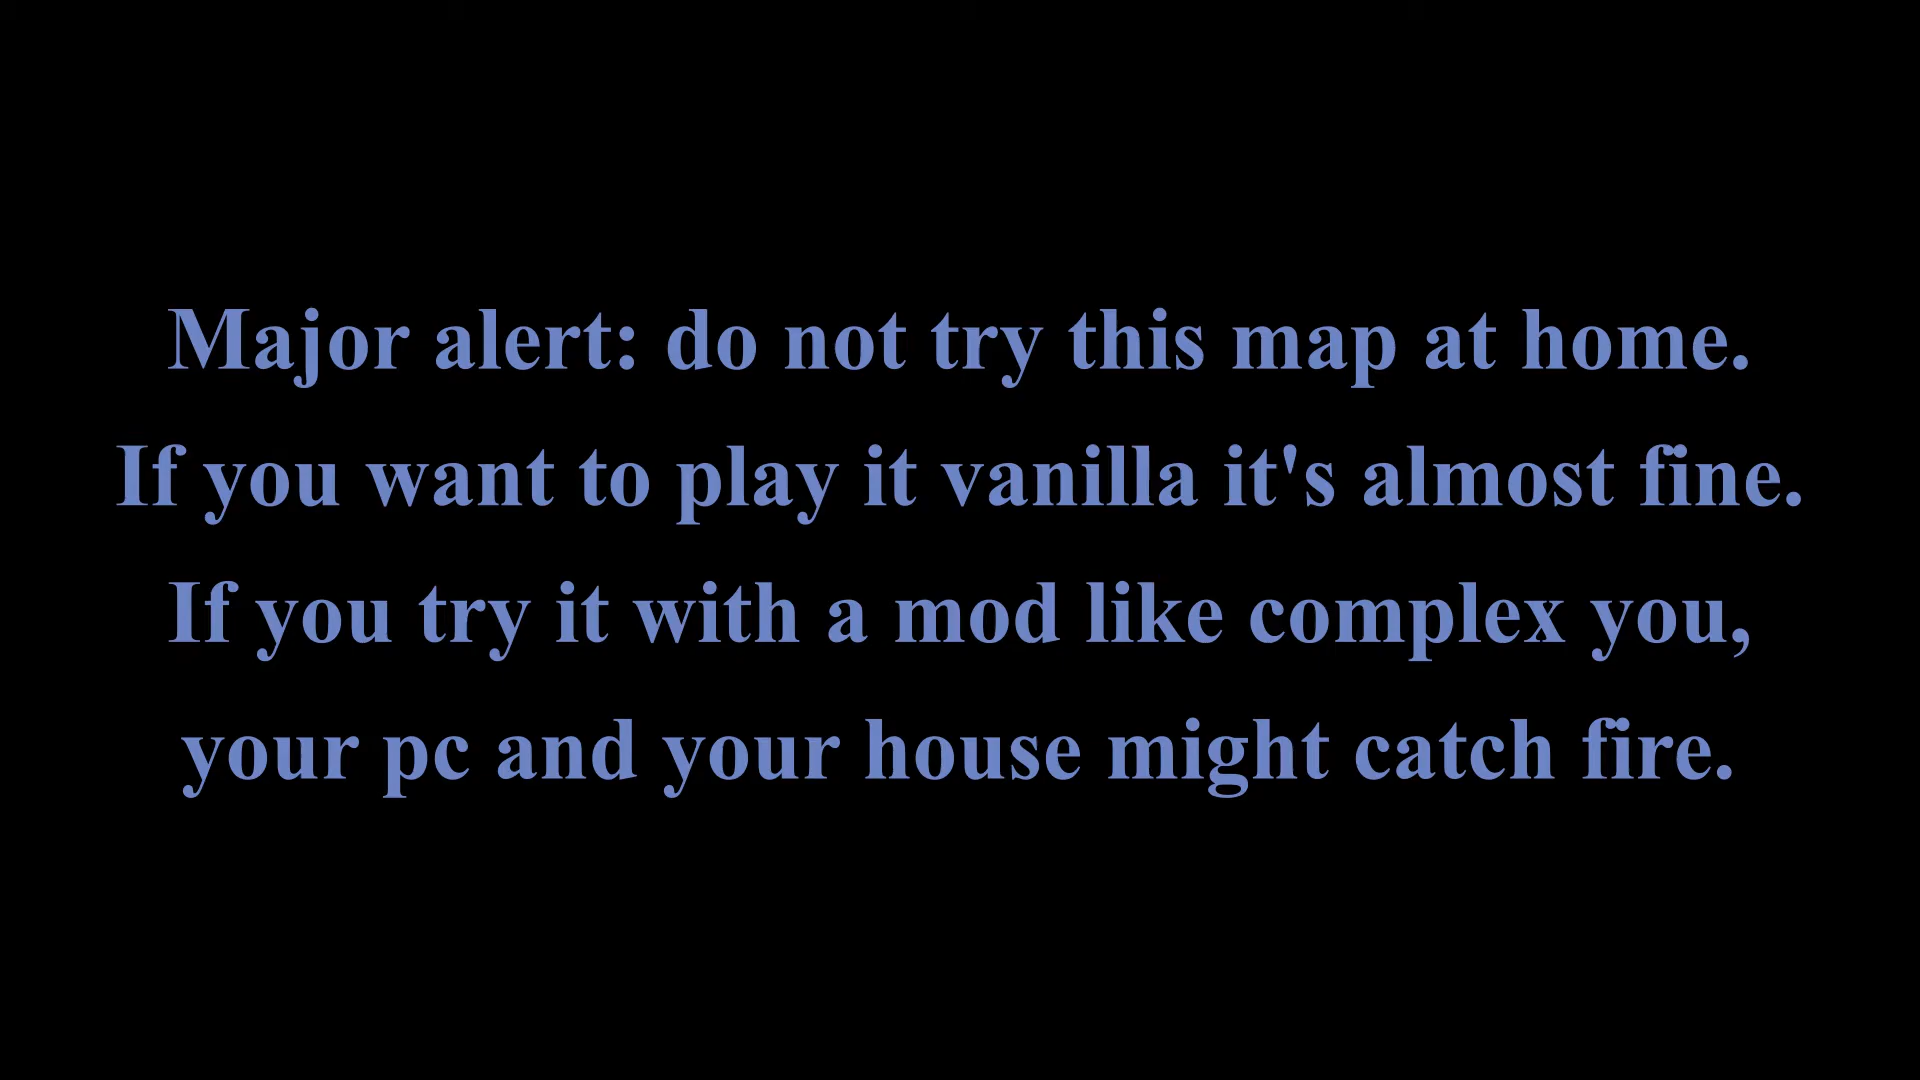 Major alert: do not try this map at home.
If you want to play it vanilla it's almost fine.
If you try it with a mod like complex you,
your pc and your house might catch fire.